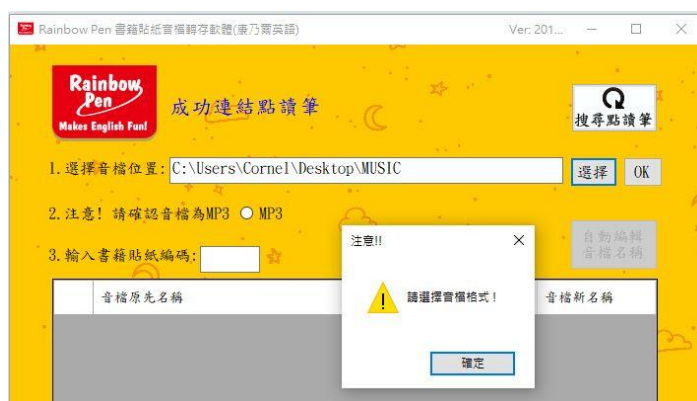 Rainbow Pen 書籍貼紙音檔轉存軟體(康乃爾英語)
Ver: 201...
Rainbow
Pen
Makes English Fun!
成功連結點讀筆
搜尋點讀筆
1.選擇音檔位置:
C:\Users\Cornel\Desktop\MUSIC
選擇
OK
2.注意! 請確認音檔為MP3
MP3
3.輸入書籍貼紙編碼:
自動編輯
音檔名稱
注意!!
請選擇音檔格式!
確定
音檔原先名稱
音檔新名稱